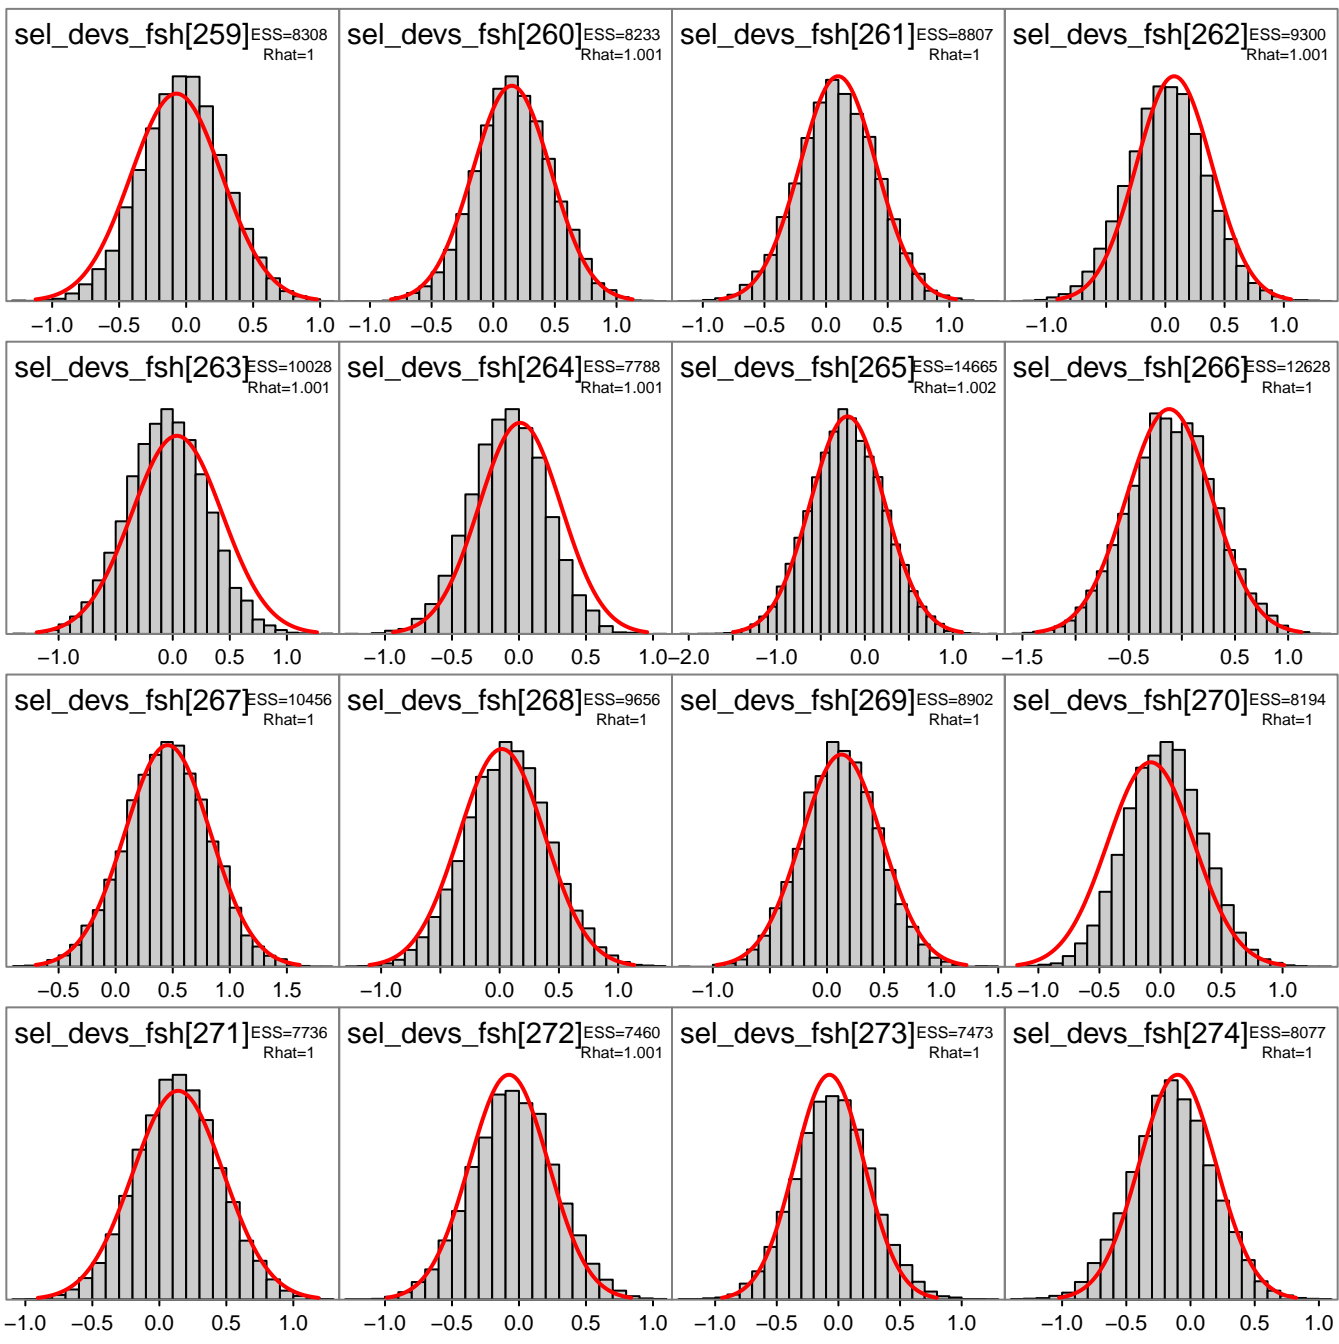 sel_devs_fsh[259] ESS=8308
Rhat=1
sel_devs_fsh[260] ESS=8233
Rhat=1.001
sel_devs_fsh[261] ESS=8807
Rhat=1
sel_devs_fsh[262] ESS=9300
Rhat=1.001
−1.0 −0.5 0.0 0.5 1.0
−1.0 −0.5 0.0 0.5 1.0
−1.0 −0.5 0.0 0.5 1.0
−1.0 0.0 0.5 1.0
sel_devs_fsh[263] ESS=10028
Rhat=1.001
sel_devs_fsh[264] ESS=7788
Rhat=1.001
sel_devs_fsh[265] ESS=14665
Rhat=1.002
sel_devs_fsh[266] ESS=12628
Rhat=1
−1.0 0.0 0.5 1.0
−1.0 −0.5 0.0 0.5 1.0
−2.0 −1.0 0.0 0.5 1.0
−1.5 −0.5 0.5 1.0
sel_devs_fsh[267] ESS=10456
Rhat=1
sel_devs_fsh[268] ESS=9656
Rhat=1
sel_devs_fsh[269] ESS=8902
Rhat=1
sel_devs_fsh[270] ESS=8194
Rhat=1
−0.5 0.0 0.5 1.0 1.5
−1.0 0.0 0.5 1.0
−1.0 0.0 0.5 1.0 1.5
−1.0 −0.5 0.0 0.5 1.0
sel_devs_fsh[271] ESS=7736
Rhat=1
sel_devs_fsh[272] ESS=7460
Rhat=1.001
sel_devs_fsh[273] ESS=7473
Rhat=1
sel_devs_fsh[274] ESS=8077
Rhat=1
−1.0 −0.5 0.0 0.5 1.0
−1.0 −0.5 0.0 0.5 1.0
−1.0 −0.5 0.0 0.5 1.0
−1.0 −0.5 0.0 0.5 1.0